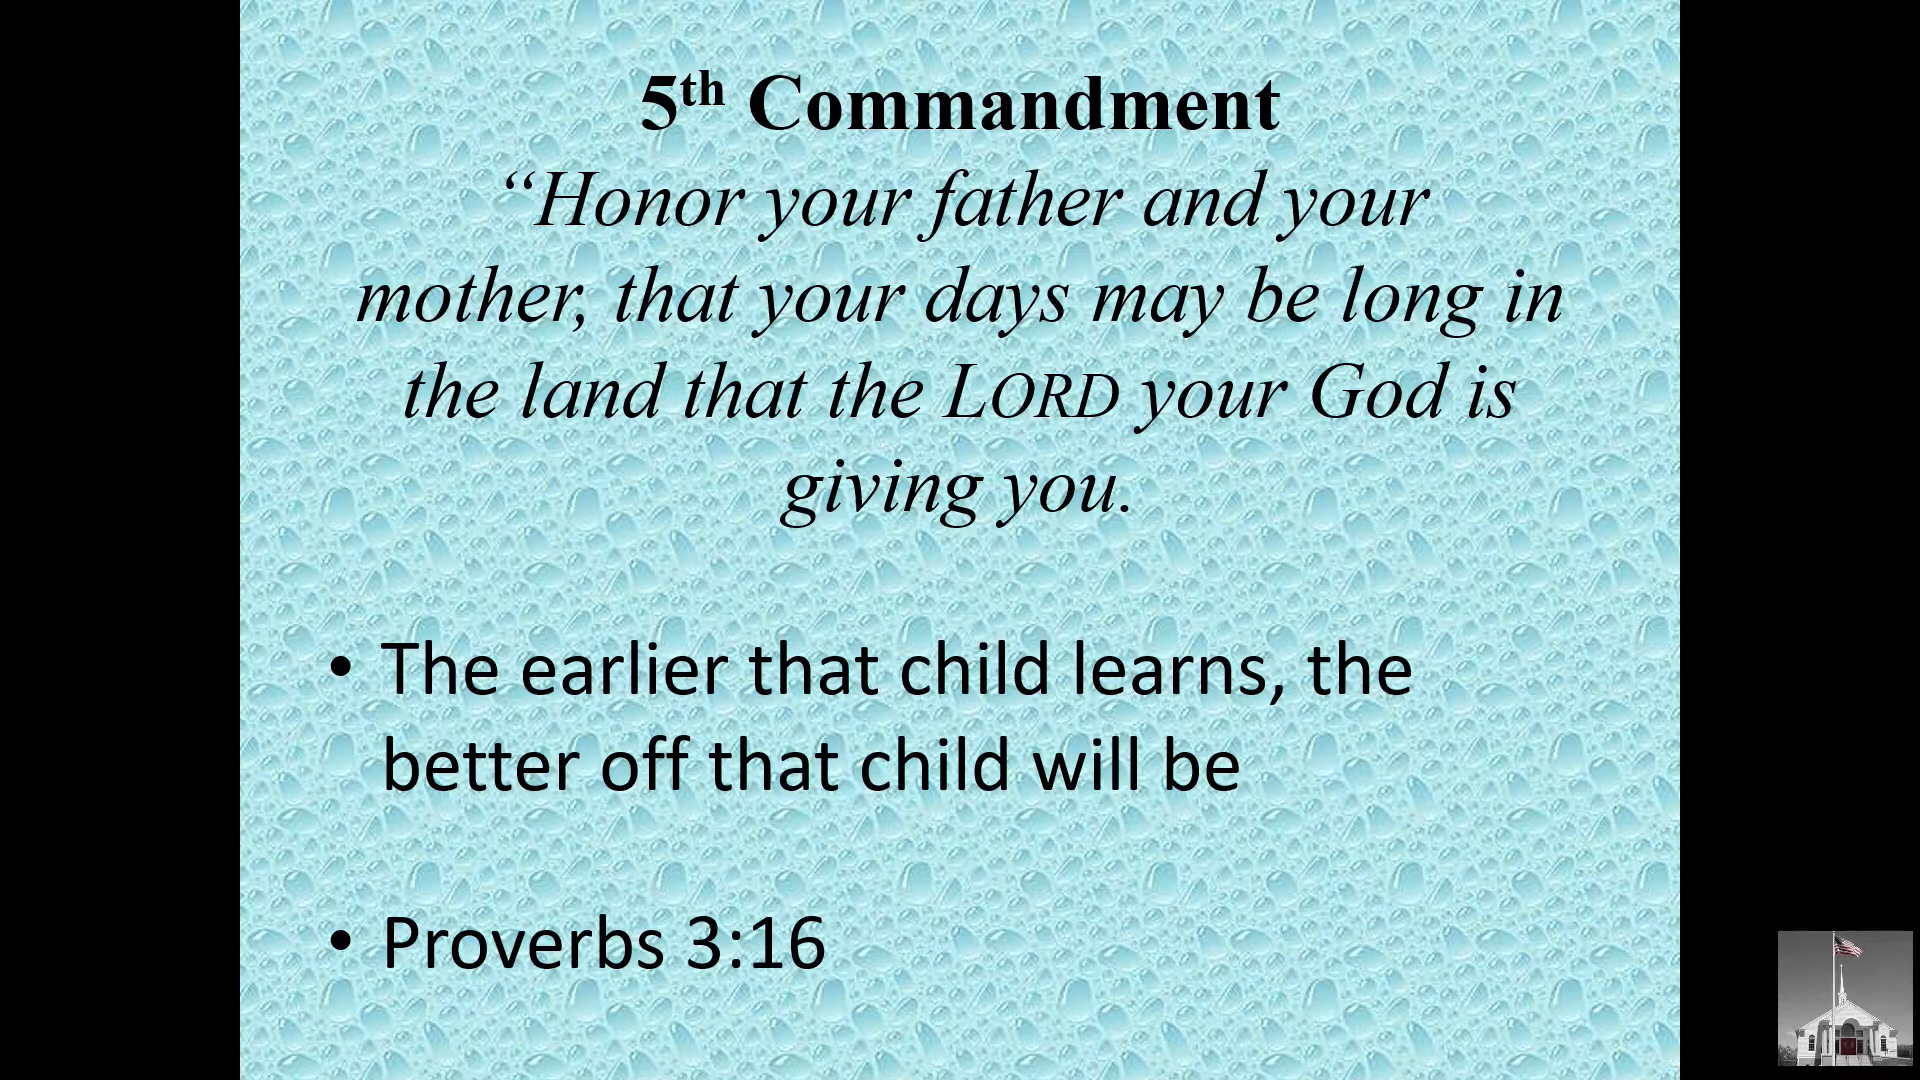 5th Commandment
“Honor your father and your
mother, that your days may be long in
the land that the LORD your God is
giving you.
• The earlier that child learns, the
better off that child will be
• Proverbs 3:16